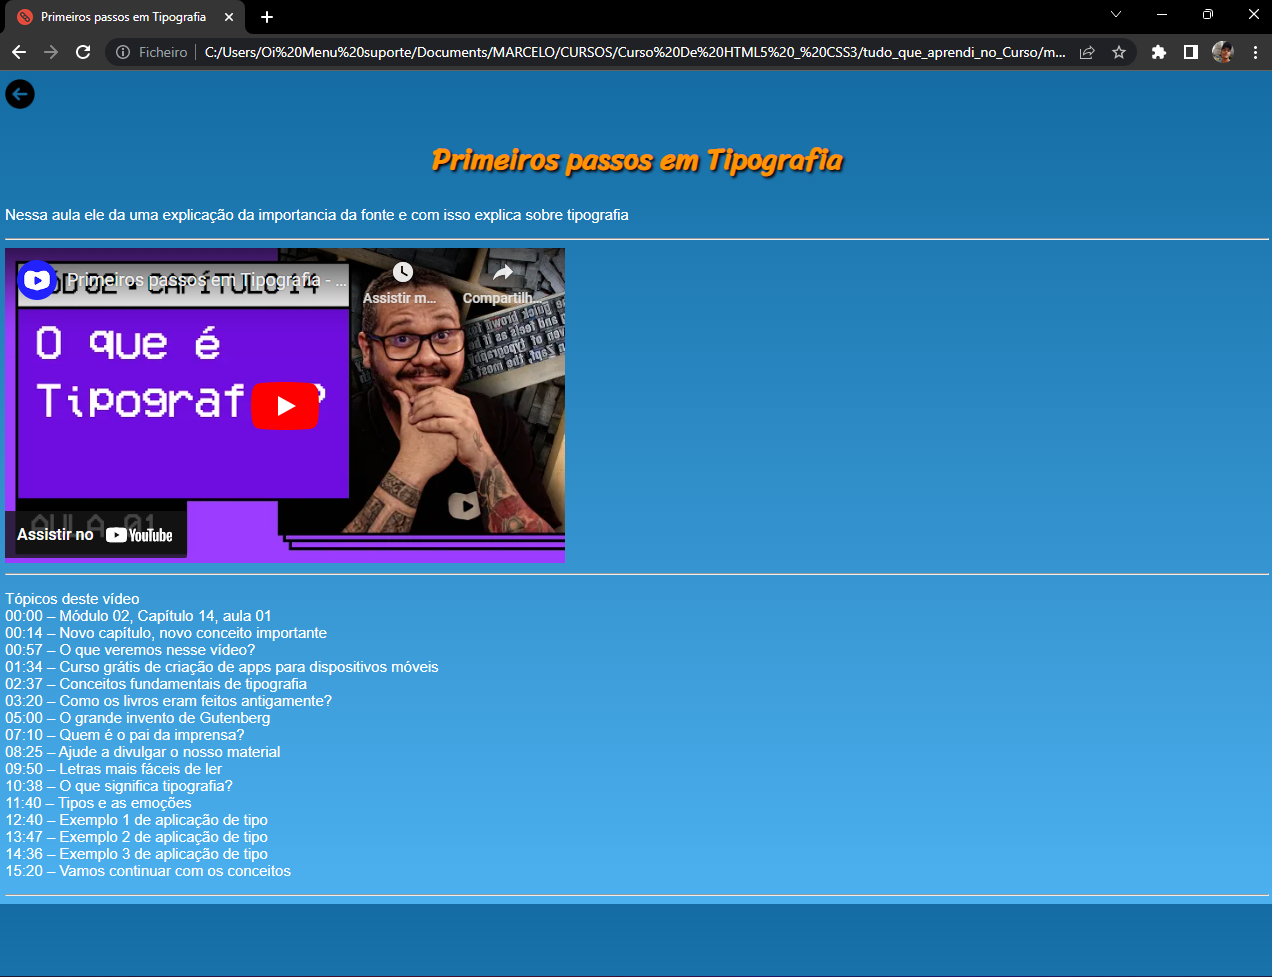 Primeiros passos em Tipografia
Ficheiro
C:/Users/Oi%20Menu%20suporte/Documents/MARCELO/CURSOS/Curso%20De%20HTML5%20_%20CSS3/tudo_que_aprendi_no_Curso/m...
Primeiros passos em Tipografia
Nessa aula ele da uma explicação da importancia da fonte e com isso explica sobre tipografia
Primeiros passos em Tipografia - ...
Assistir m...
Compartilh...
CAPÍTULO 14
O que é
Tipograf ?
AULA 01
Assistir no YouTube
Tópicos deste vídeo
00:00 – Módulo 02, Capítulo 14, aula 01
00:14 – Novo capítulo, novo conceito importante
00:57 – O que veremos nesse vídeo?
01:34 – Curso grátis de criação de apps para dispositivos móveis
02:37 – Conceitos fundamentais de tipografia
03:20 – Como os livros eram feitos antigamente?
05:00 – O grande invento de Gutenberg
07:10 – Quem é o pai da imprensa?
08:25 – Ajude a divulgar o nosso material
09:50 – Letras mais fáceis de ler
10:38 – O que significa tipografia?
11:40 – Tipos e as emoções
12:40 – Exemplo 1 de aplicação de tipo
13:47 – Exemplo 2 de aplicação de tipo
14:36 – Exemplo 3 de aplicação de tipo
15:20 – Vamos continuar com os conceitos